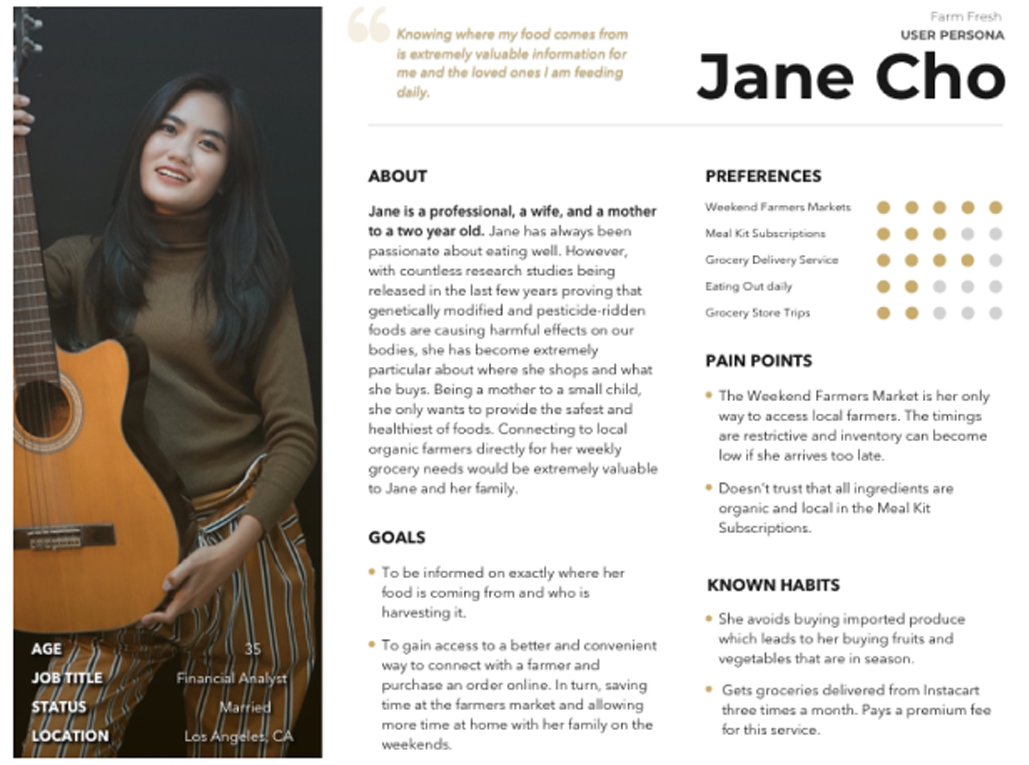 Farm Fresh
USER PERSONA
Jane Cho
Knowing where my food comes from
is extremely valuable information for
me and the loved ones I am feeding
daily.
ABOUT
Jane is a professional, a wife, and a mother
to a two year old. Jane has always been
passionate about eating well. However,
with countless research studies being
released in the last few years proving that
genetically modified and pesticide-ridden
foods are causing harmful effects on our
bodies, she has become extremely
particular about where she shops and what
she buys. Being a mother to a small child,
she only wants to provide the safest and
healthiest of foods. Connecting to local
organic farmers directly for her weekly
grocery needs would be extremely valuable
to Jane and her family.
GOALS
To be informed on exactly where her
food is coming from and who is
harvesting it.
To gain access to a better and convenient
way to connect with a farmer and
purchase an order online. In turn, saving
time at the farmers market and allowing
more time at home with her family on the
weekends.
PREFERENCES
Weekend Farmers Markets
Meal Kit Subscriptions
Grocery Delivery Service
Eating Out daily
Grocery Store Trips
PAIN POINTS
The Weekend Farmers Market is her only
way to access local farmers. The timings
are restrictive and inventory can become
low if she arrives too late.
Doesn't trust that all ingredients are
organic and local in the Meal Kit
Subscriptions.
KNOWN HABITS
She avoids buying imported produce
which leads to her buying fruits and
vegetables that are in season.
Gets groceries delivered from Instacart
three times a month. Pays a premium fee
for this service.
AGE 35
JOB TITLE Financial Analyst
STATUS Married
LOCATION Los Angeles, CA